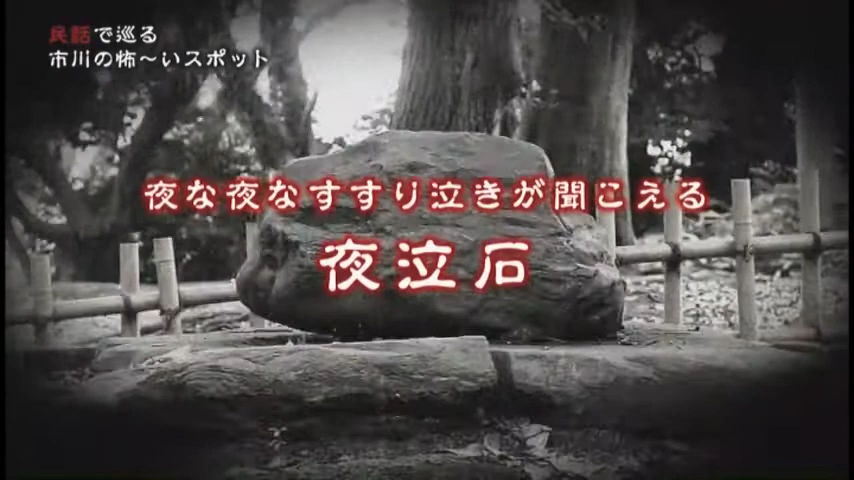 民話で巡る
市川の怖～いスポット
夜な夜なすすり泣きが聞こえる
夜泣石